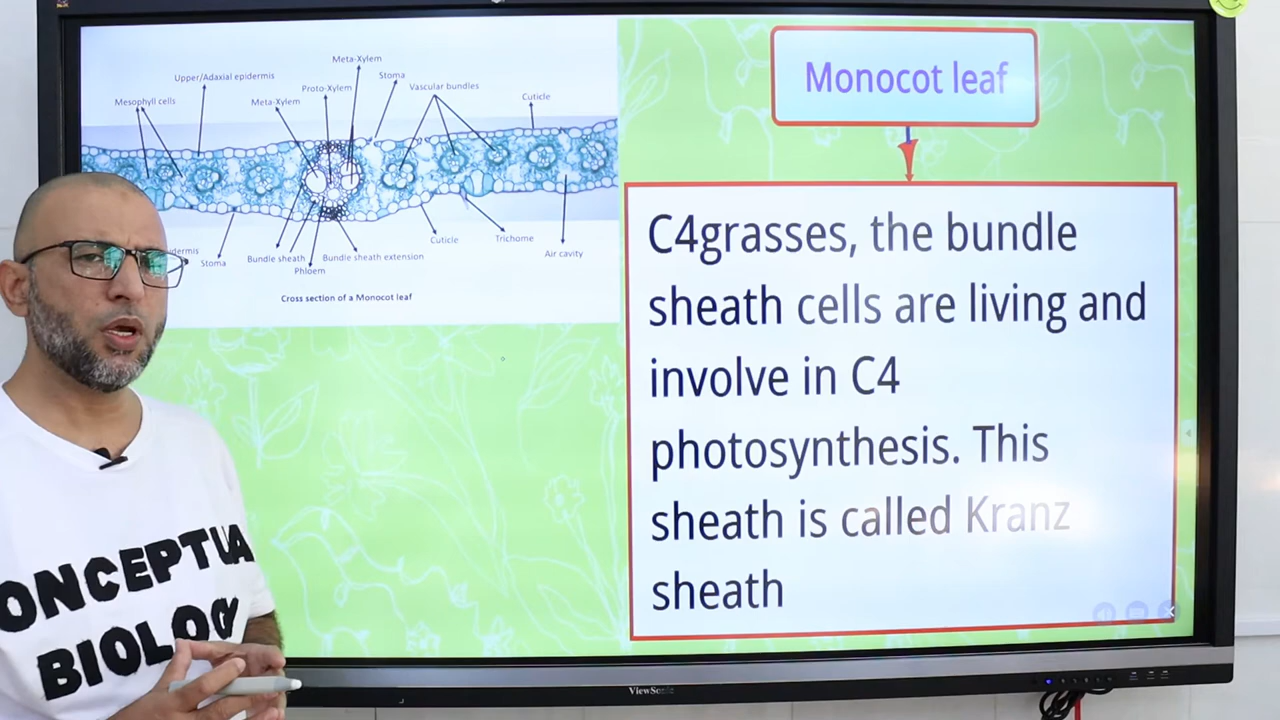 Meta-Xylem
Upper/Adaxial epidermis
Stoma
Proto-Xylem
Vascular bundles
Mesophyll cells
Meta-Xylem
Cuticle
Stoma
Bundle sheath
Phloem
Bundle sheath extension
Cuticle
Trichome
Air cavity
Cross section of a Monocot leaf
Monocot leaf
C4grasses, the bundle
sheath cells are living and
involve in C4
photosynthesis. This
sheath is called Kranz
sheath
ONCEPTUA
BIOLOGY
ViewSonic